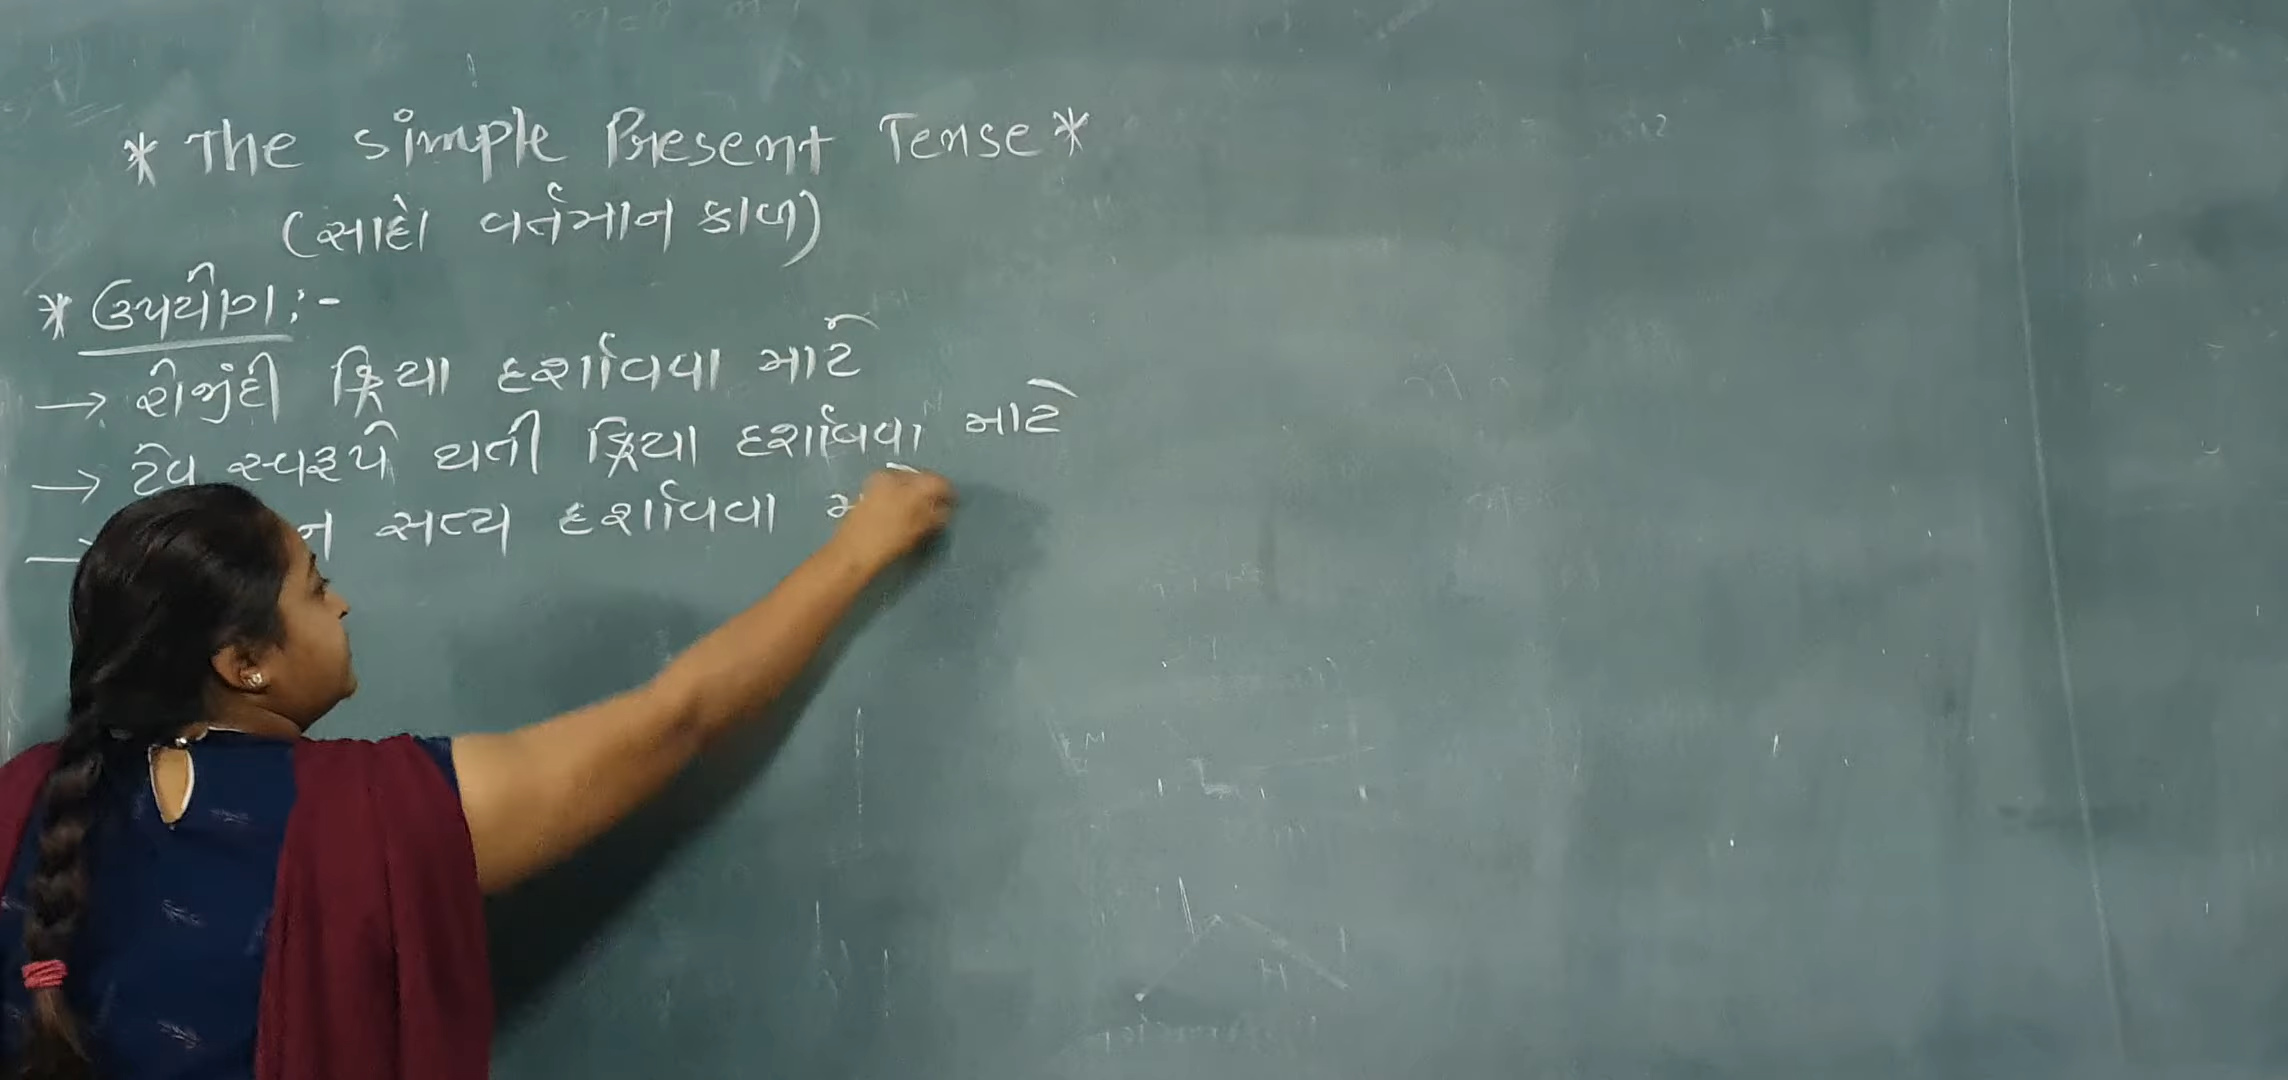 * The Simple Present Tense *
(સાદો વર્તમાન કાળ)
* ઉપયોગ :-
→ રોજીંદી ક્રિયા દર્શાવવા માટે
→ ટેવ સ્વરૂપે થતી ક્રિયા દર્શાવવા માટે
→ સત્ય દર્શાવવા